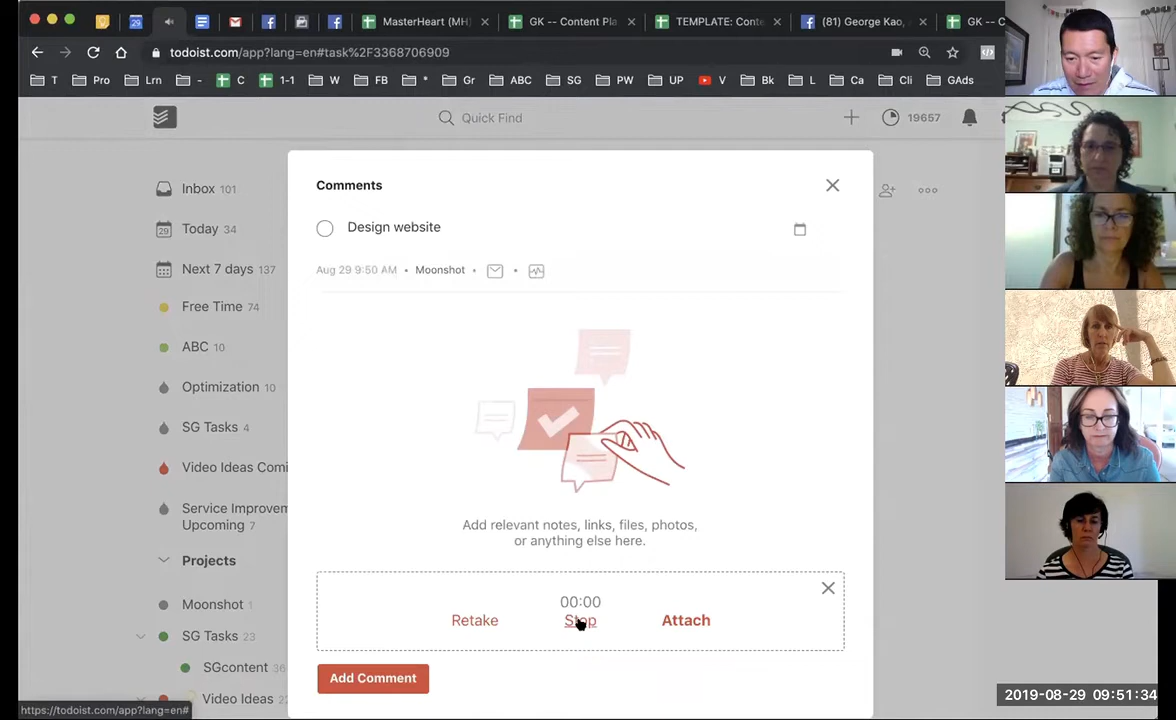 MasterHeart (MH)
GK -- Content Pla
TEMPLATE: Conte
(81) George Kao,
GK -- C
todoist.com/app?lang=en#task%2F3368706909
T
Pro
Lrn
-
C
1-1
W
FB
*
Gr
ABC
SG
PW
UP
V
Bk
L
Ca
Cli
GAds
Quick Find
19657
Comments
Inbox 101
Design website
Today 34
29
Aug 29 9:50 AM • Moonshot
Next 7 days 137
Free Time 74
ABC 10
Optimization 10
SG Tasks 4
Video Ideas Comi
Service Improvem
Upcoming 7
Add relevant notes, links, files, photos,
or anything else here.
Projects
Moonshot 1
00:00
Retake
Stop
Attach
SG Tasks 23
SGcontent 36
Add Comment
Video Ideas
2019-08-29 09:51:34
https://todoist.com/app?lang=en#